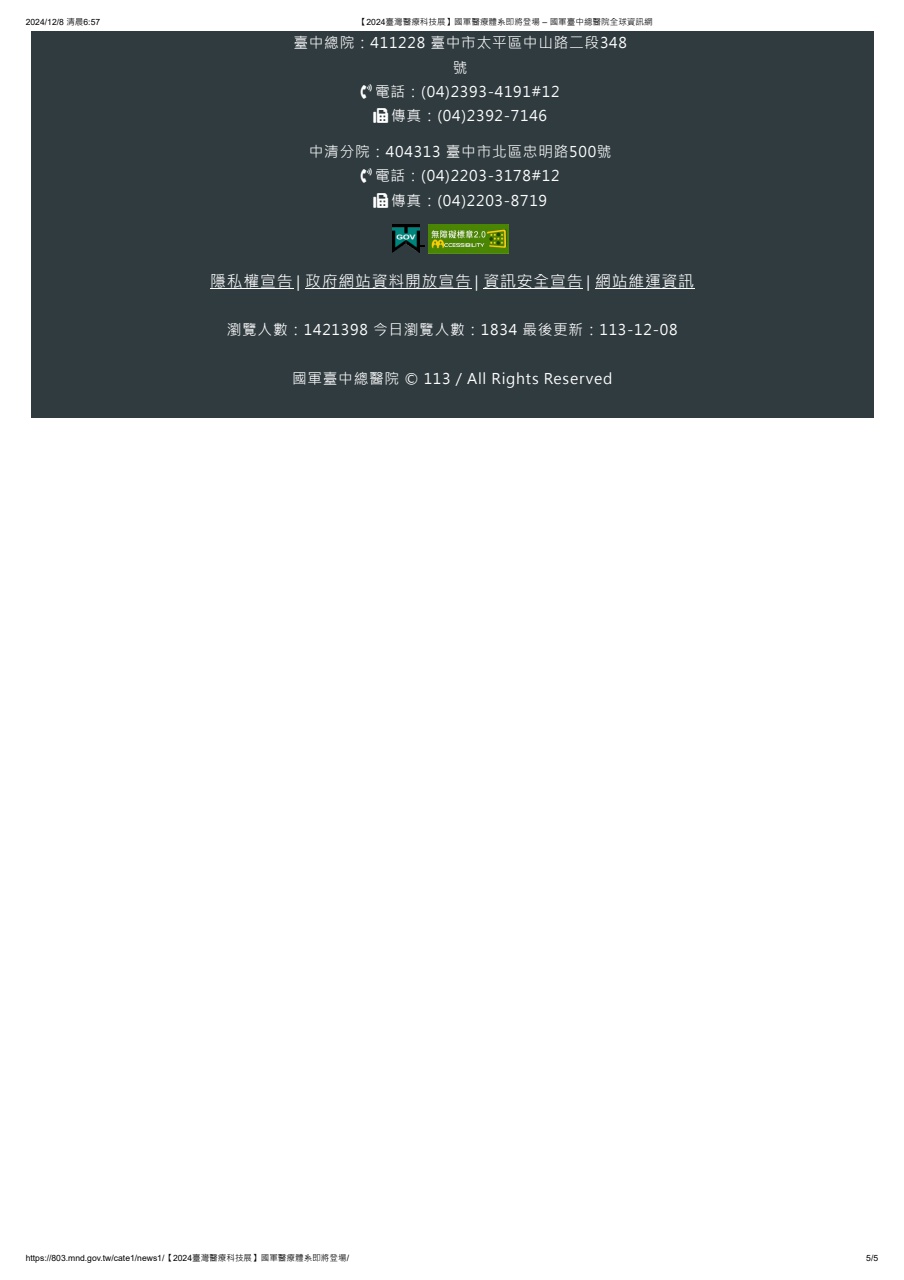 2024/12/8 清晨6:57
【2024臺灣醫療科技展】國軍醫療體系即將登場 – 國軍臺中總醫院全球資訊網
臺中總院：411228 臺中市太平區中山路二段348
號
電話：(04)2393-4191#12
傳真：(04)2392-7146
中清分院：404313 臺中市北區忠明路500號
電話：(04)2203-3178#12
傳真：(04)2203-8719
GOV
無障礙標章2.0
AACCESSIBILITY
隱私權宣告 | 政府網站資料開放宣告 | 資訊安全宣告 | 網站維運資訊
瀏覽人數：1421398 今日瀏覽人數：1834 最後更新：113-12-08
國軍臺中總醫院 © 113 / All Rights Reserved
https://803.mnd.gov.tw/cate1/news1/【2024臺灣醫療科技展】國軍醫療體系即將登場/
5/5